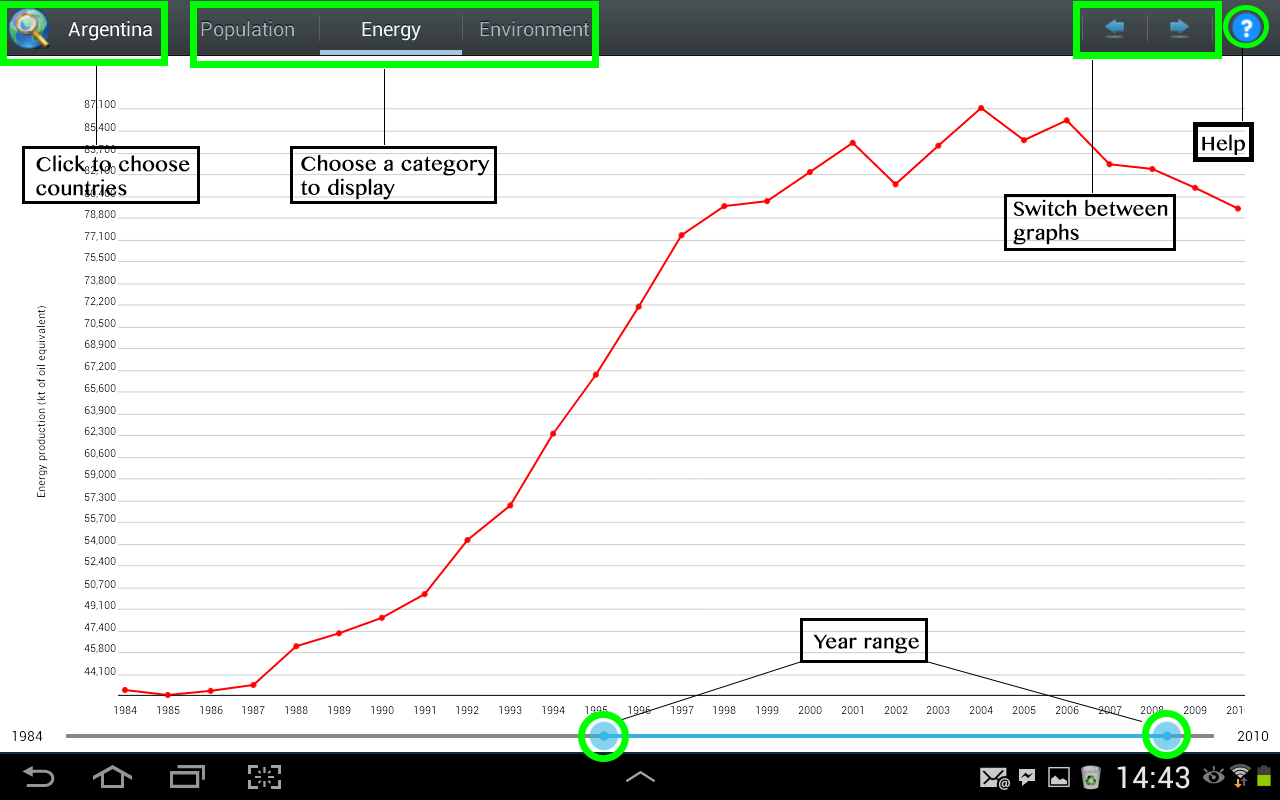 Argentina
Population
Energy
Environment
?
Click to choose
countries
Choose a category
to display
Switch between
graphs
Help
Energy production (kt of oil equivalent)
87,100
85,400
78,800
77,100
75,500
73,800
72,200
70,500
68,900
67,200
65,600
63,900
62,300
60,600
59,000
57,300
55,700
54,000
52,400
50,700
49,100
47,400
45,800
44,100
Year range
1984 1985 1986 1987 1988 1989 1990 1991 1992 1993 1994 1995 1996 1997 1998 1999 2000 2001 2002 2003 2004 2005 2006 2007 2008 2009
1984
2010
14:43